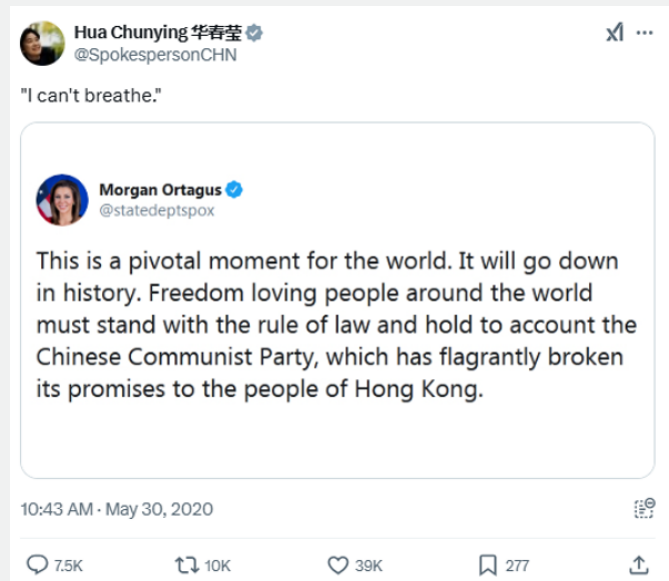 Hua Chunying 华春莹
@SpokespersonCHN
"I can't breathe."
Morgan Ortagus
@statedeptspox
This is a pivotal moment for the world. It will go down
in history. Freedom loving people around the world
must stand with the rule of law and hold to account the
Chinese Communist Party, which has flagrantly broken
its promises to the people of Hong Kong.
10:43 AM · May 30, 2020
7.5K 10K 39K 277